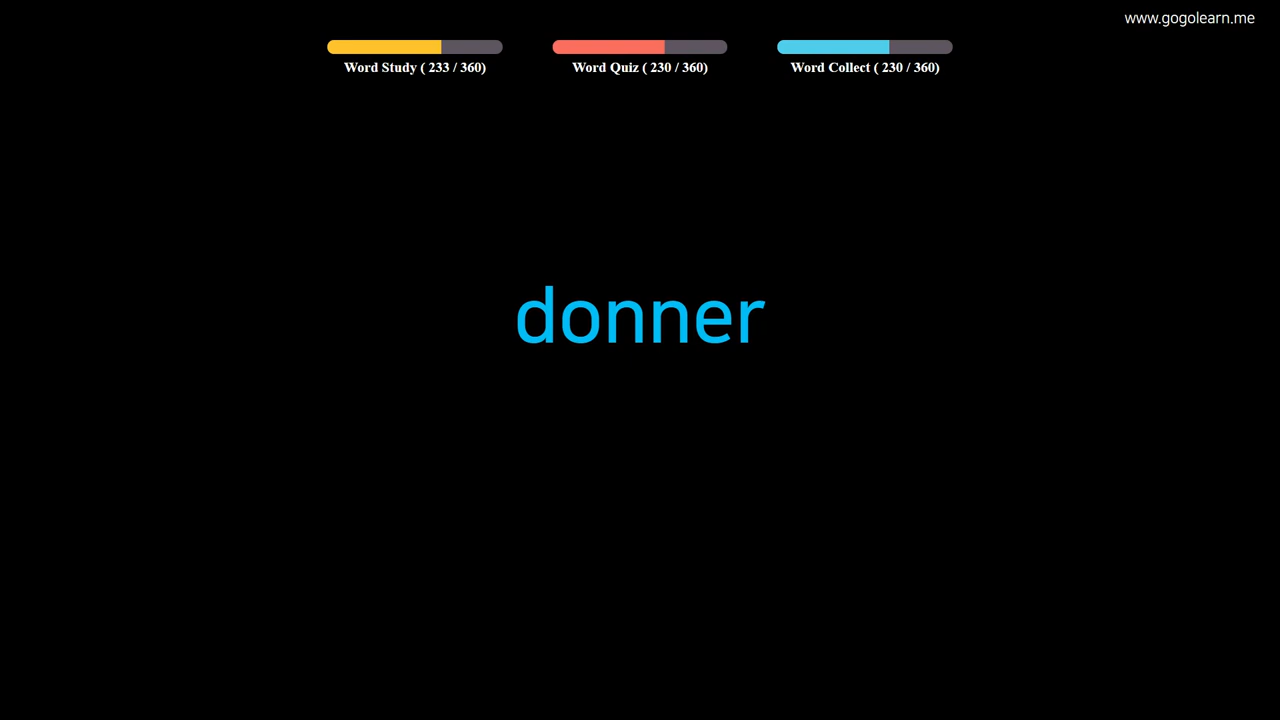 www.gogolearn.me
Word Study ( 233 / 360)
Word Quiz ( 230 / 360)
Word Collect ( 230 / 360)
donner